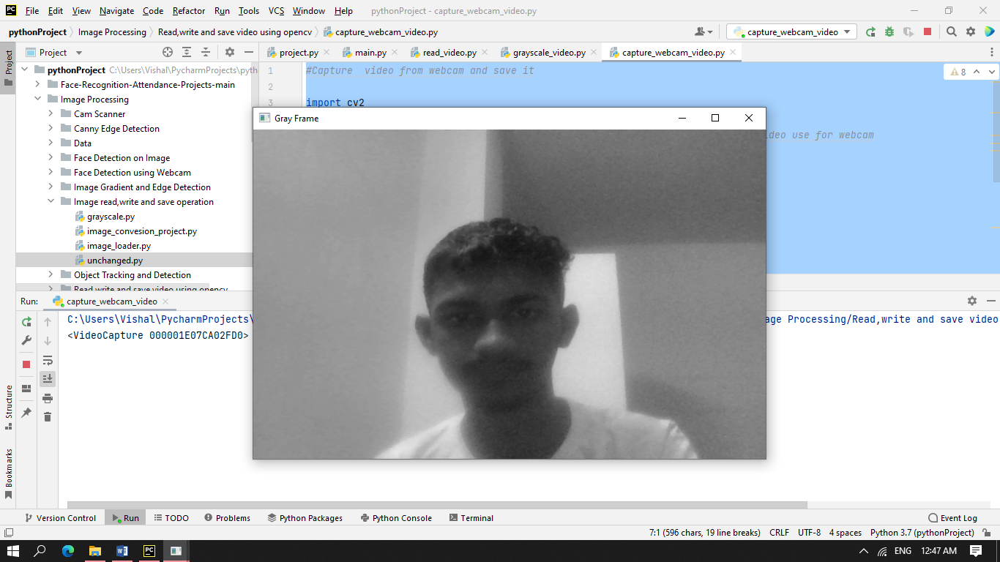 File Edit View Navigate Code Refactor Run Tools VCS Window Help pythonProject - capture_webcam_video.py
pythonProject Image Processing Read,write and save video using opencv capture_webcam_video.py capture_webcam_video
Project
Project
project.py main.py read_video.py grayscale_video.py capture_webcam_video.py
pythonProject C:\Users\Vishal\PycharmProjects\pyth
Face-Recognition-Attendance-Projects-main
Image Processing
Cam Scanner
Canny Edge Detection
Data
Face Detection on Image
Face Detection using Webcam
Image Gradient and Edge Detection
Image read,write and save operation
grayscale.py
image_convesion_project.py
image_loader.py
unchanged.py
Object Tracking and Detection
Read,write and save video using opencv
1 #Capture  video from webcam and save it
8
2
3 import cv2
ideo use for webcam
Gray Frame
Run: capture_webcam_video
C:\Users\Vishal\PycharmProjects\ age Processing/Read,write and save video
<VideoCapture 000001E07CA02FD0>
Structure
Bookmarks
Version Control Run TODO Problems Python Packages Python Console Terminal Event Log
7:1 (596 chars, 19 line breaks) CRLF UTF-8 4 spaces Python 3.7 (pythonProject)
ENG 12:47 AM